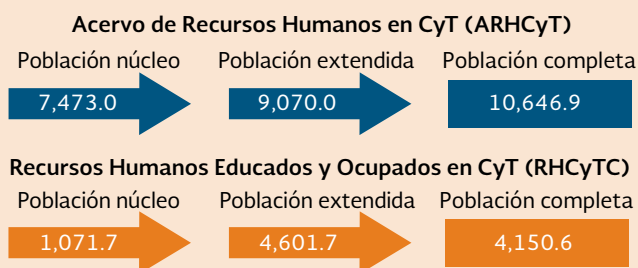 Acervo de Recursos Humanos en CyT (ARHCyT)
Población núcleo Población extendida Población completa
7,473.0 9,070.0 10,646.9
Recursos Humanos Educados y Ocupados en CyT (RHCyTC)
Población núcleo Población extendida Población completa
1,071.7 4,601.7 4,150.6